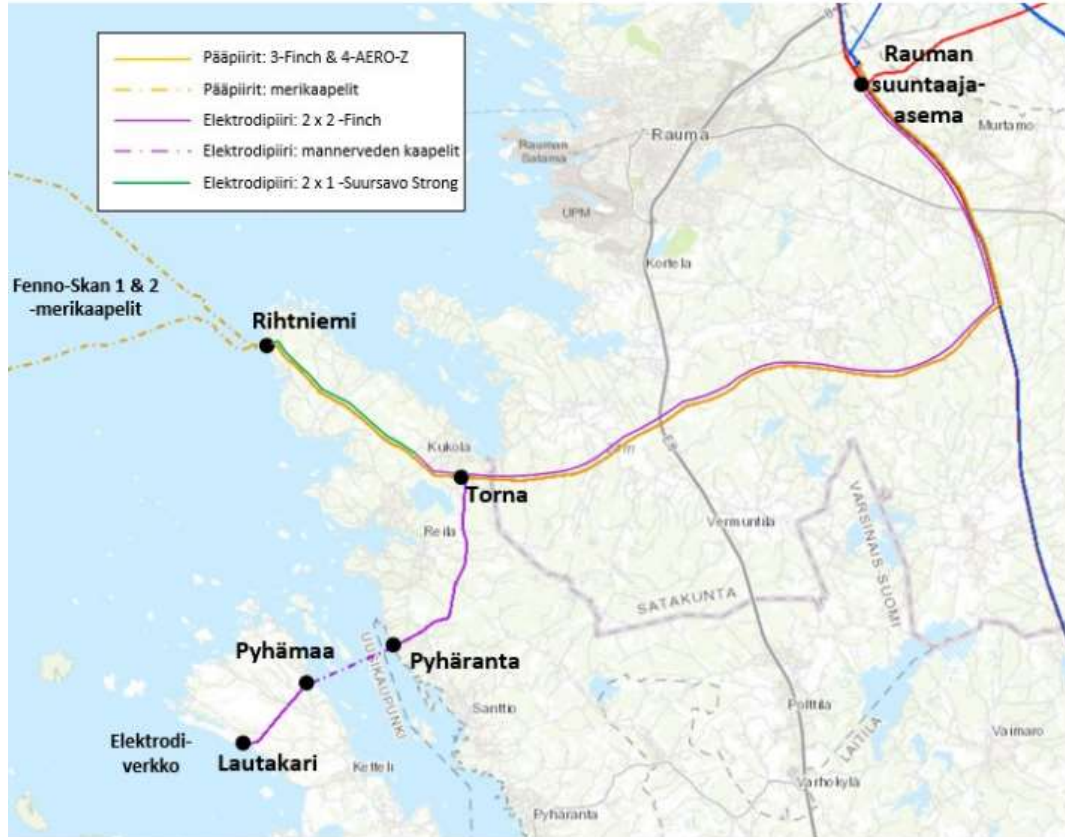 Pääpiirit: 3-Finch & 4-AERO-Z
Pääpiirit: merikaapelit
Elektrodipiiri: 2 x 2 -Finch
Elektrodipiiri: mannerveden kaapelit
Elektrodipiiri: 2 x 1 -Suursavo Strong
Rauman
suuntaaja-
asema
Murtamo
Rauma
Rauman
Satama
UPM
Kortela
Fenno-Skan 1 & 2
-merikaapelit
Rihtniemi
Kukola
Torna
E8
Reila
Vermuntila
VARSINAIS-SUOMI
SATAKUNTA
Pyhämaa
Pyhäranta
UUSIKAUPUNKI
Santtio
Polttila
LAITILA
Vaimaro
Elektrodi-
verkko
Lautakari
Ketteli
Varhokylä
Pyhäranta